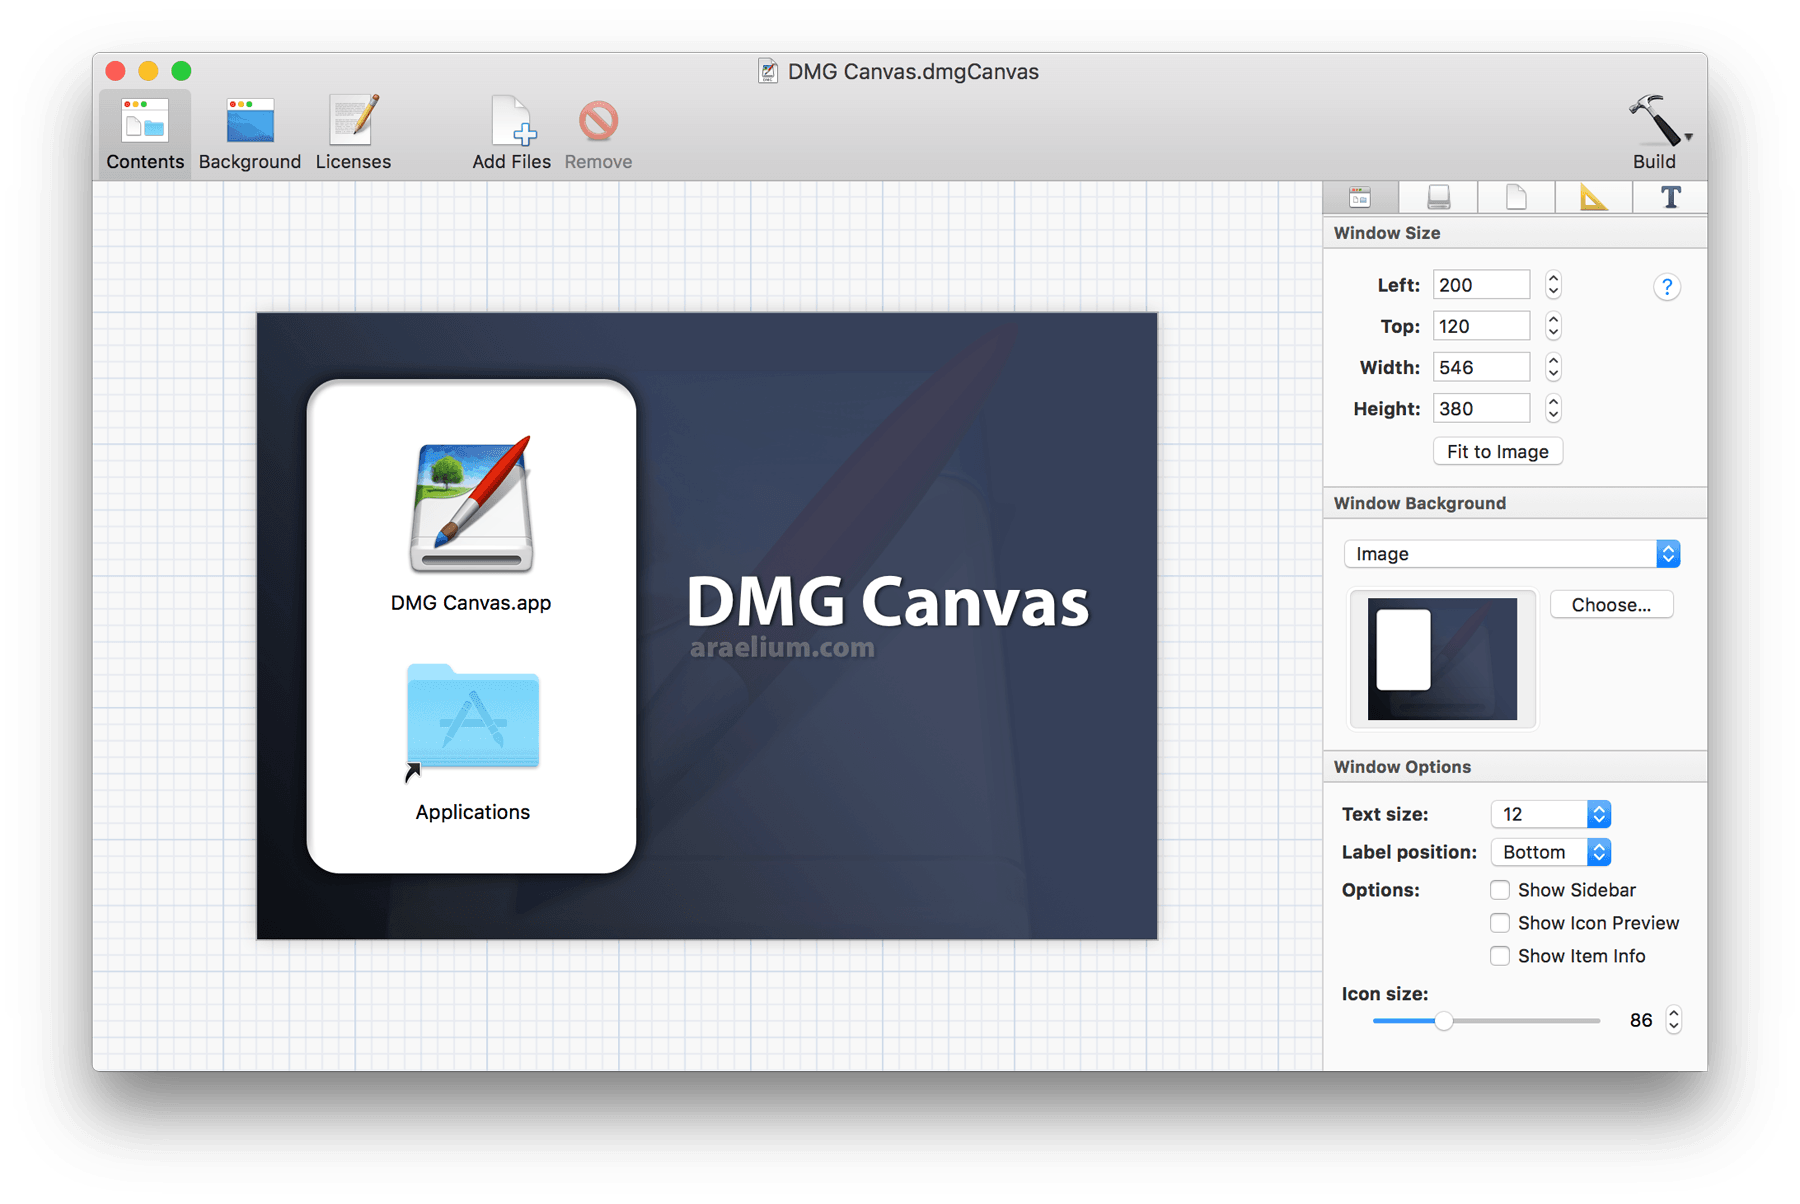 DMG Canvas.dmgCanvas
Contents Background Licenses Add Files Remove Build
T
Window Size
Left: 200 ?
Top: 120
Width: 546
Height: 380
Fit to Image
Window Background
Image
Choose...
Window Options
Text size: 12
Label position: Bottom
Options: Show Sidebar
Show Icon Preview
Show Item Info
Icon size:
86
DMG Canvas.app
Applications
DMG Canvas
araelium.com